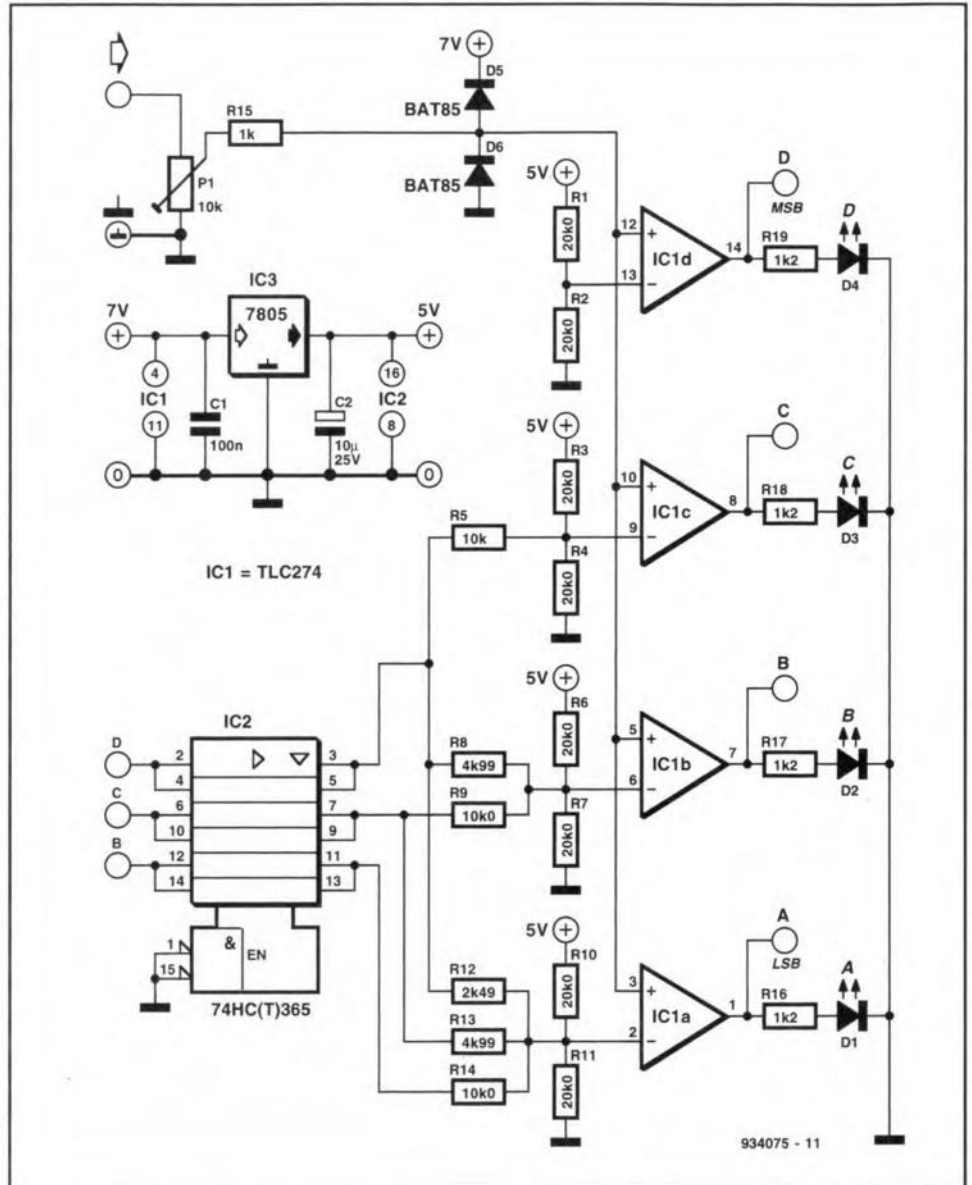 7V
D5
BAT85
R15
1k
D6
BAT85
P1
10k
5V
R1
20k0
R2
20k0
12
+
13
−
IC1d
14
D
MSB
R19
1k2
D
D4
IC3
7V
7805
5V
4
IC1
11
C1
100n
C2
10µ
25V
16
IC2
8
0
0
IC1 = TLC274
5V
R3
20k0
R4
20k0
R5
10k
10
+
9
−
IC1c
8
C
R18
1k2
C
D3
5V
R6
20k0
R7
20k0
R8
4k99
R9
10k0
5
+
6
−
IC1b
7
B
R17
1k2
B
D2
IC2
D
2
4
3
5
C
6
10
7
9
B
12
14
11
13
1
15
&
EN
74HC(T)365
5V
R10
20k0
R11
20k0
R12
2k49
R13
4k99
R14
10k0
3
+
2
−
IC1a
1
A
LSB
R16
1k2
A
D1
934075 - 11